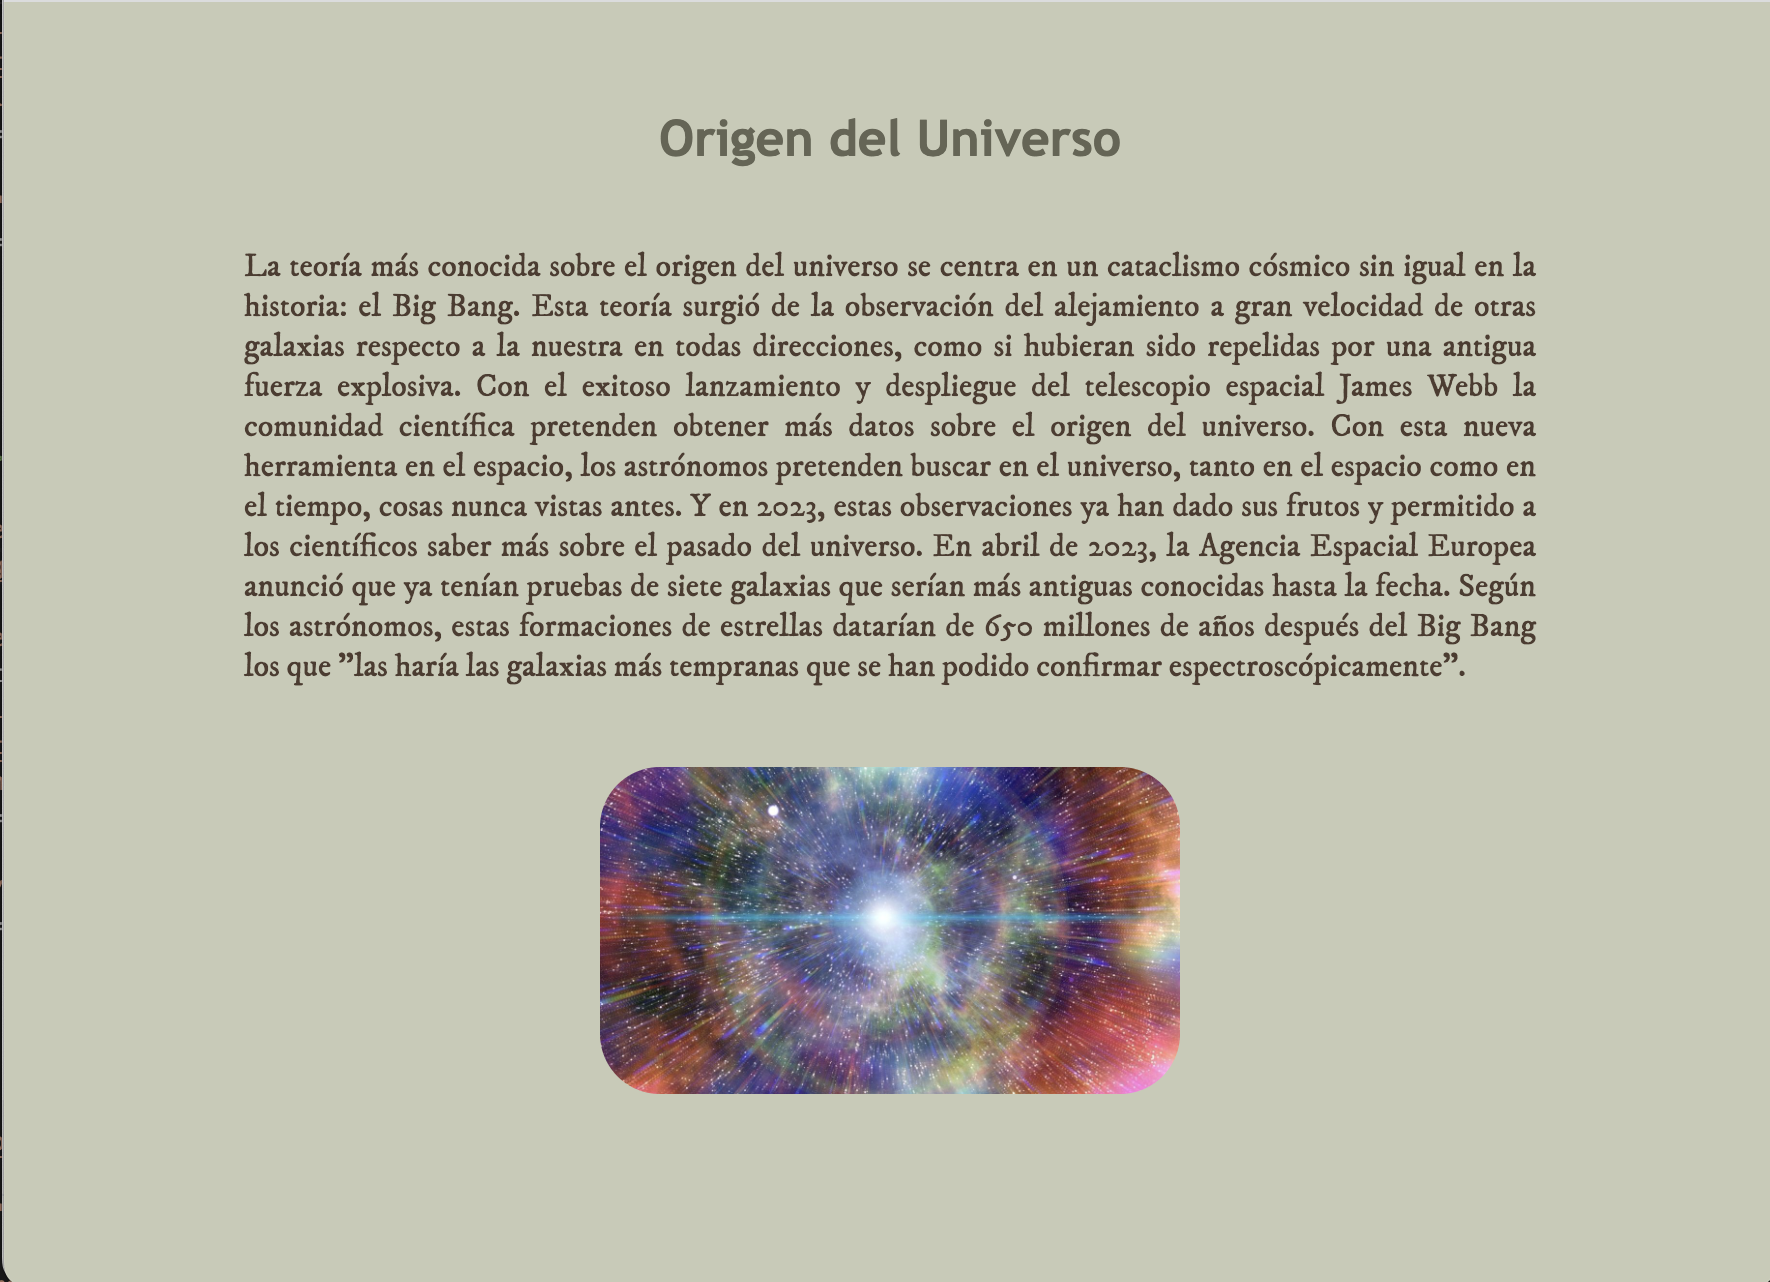 Origen del Universo
La teoría más conocida sobre el origen del universo se centra en un cataclismo cósmico sin igual en la
historia: el Big Bang. Esta teoría surgió de la observación del alejamiento a gran velocidad de otras
galaxias respecto a la nuestra en todas direcciones, como si hubieran sido repelidas por una antigua
fuerza explosiva. Con el exitoso lanzamiento y despliegue del telescopio espacial James Webb la
comunidad científica pretenden obtener más datos sobre el origen del universo. Con esta nueva
herramienta en el espacio, los astrónomos pretenden buscar en el universo, tanto en el espacio como en
el tiempo, cosas nunca vistas antes. Y en 2023, estas observaciones ya han dado sus frutos y permitido a
los científicos saber más sobre el pasado del universo. En abril de 2023, la Agencia Espacial Europea
anunció que ya tenían pruebas de siete galaxias que serían más antiguas conocidas hasta la fecha. Según
los astrónomos, estas formaciones de estrellas datarían de 650 millones de años después del Big Bang
los que ”las haría las galaxias más tempranas que se han podido confirmar espectroscópicamente”.